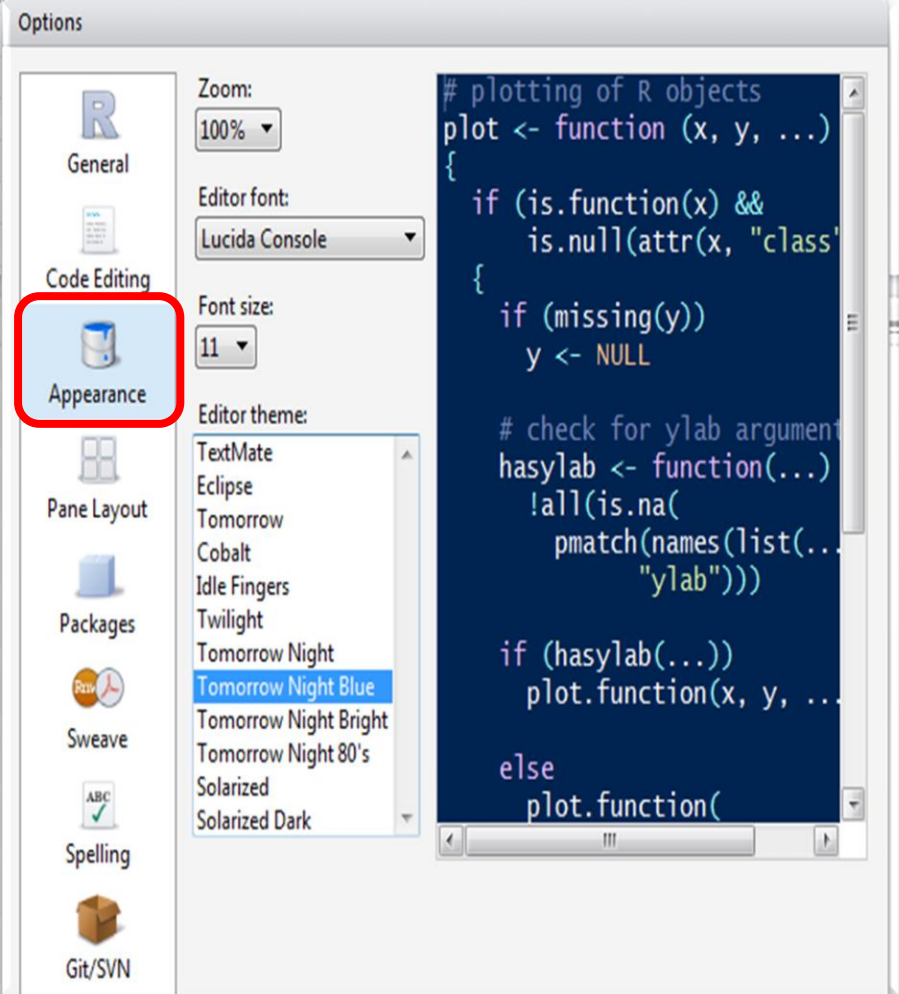 Options
R
General
Code Editing
Appearance
Pane Layout
Packages
Rnw
Sweave
ABC
Spelling
Git/SVN
Zoom:
100%
Editor font:
Lucida Console
Font size:
11
Editor theme:
TextMate
Eclipse
Tomorrow
Cobalt
Idle Fingers
Twilight
Tomorrow Night
Tomorrow Night Blue
Tomorrow Night Bright
Tomorrow Night 80's
Solarized
Solarized Dark
# plotting of R objects
plot <- function (x, y, ...)
{
  if (is.function(x) &&
      is.null(attr(x, "class"
  {
    if (missing(y))
      y <- NULL
    # check for ylab argument
    hasylab <- function(...)
      !all(is.na(
        pmatch(names(list(...
              "ylab")))
    if (hasylab(...))
      plot.function(x, y, ...
    else
      plot.function(